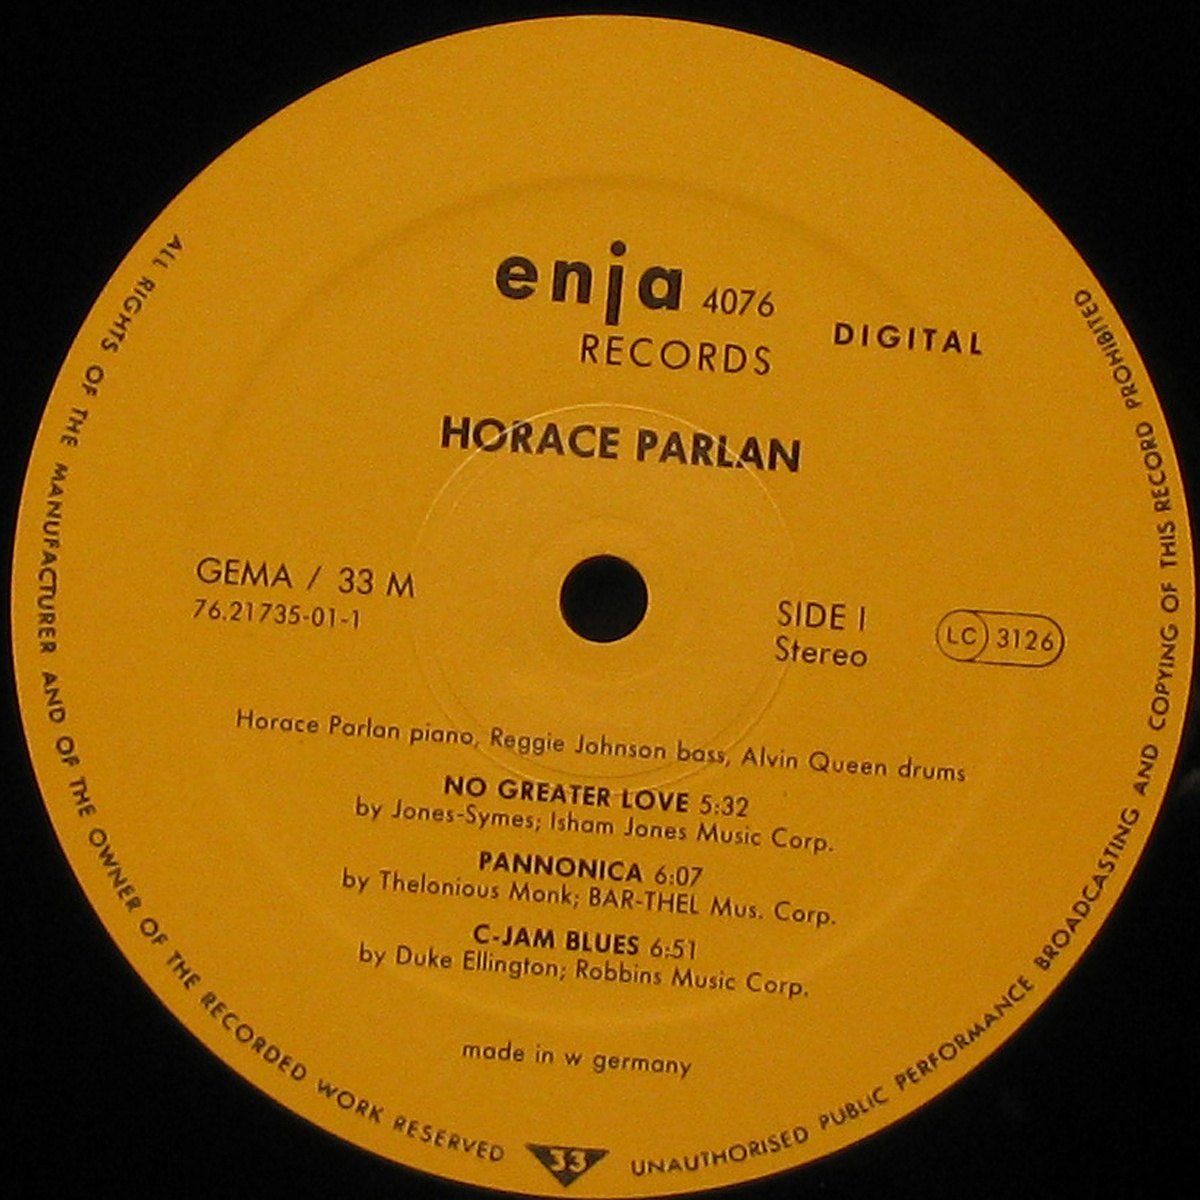 enja 4076
RECORDS
DIGITAL
HORACE PARLAN
GEMA / 33 M
76.21735-01-1
SIDE I
Stereo
LC 3126
Horace Parlan piano, Reggie Johnson bass, Alvin Queen drums
NO GREATER LOVE 5:32
by Jones-Symes; Isham Jones Music Corp.
PANNONICA 6:07
by Thelonious Monk; BAR-THEL Mus. Corp.
C-JAM BLUES 6:51
by Duke Ellington; Robbins Music Corp.
made in w germany
ALL RIGHTS OF THE MANUFACTURER AND OF THE OWNER OF THE RECORDED WORK RESERVED
33
UNAUTHORISED PUBLIC PERFORMANCE BROADCASTING AND COPYING OF THIS RECORD PROHIBITED